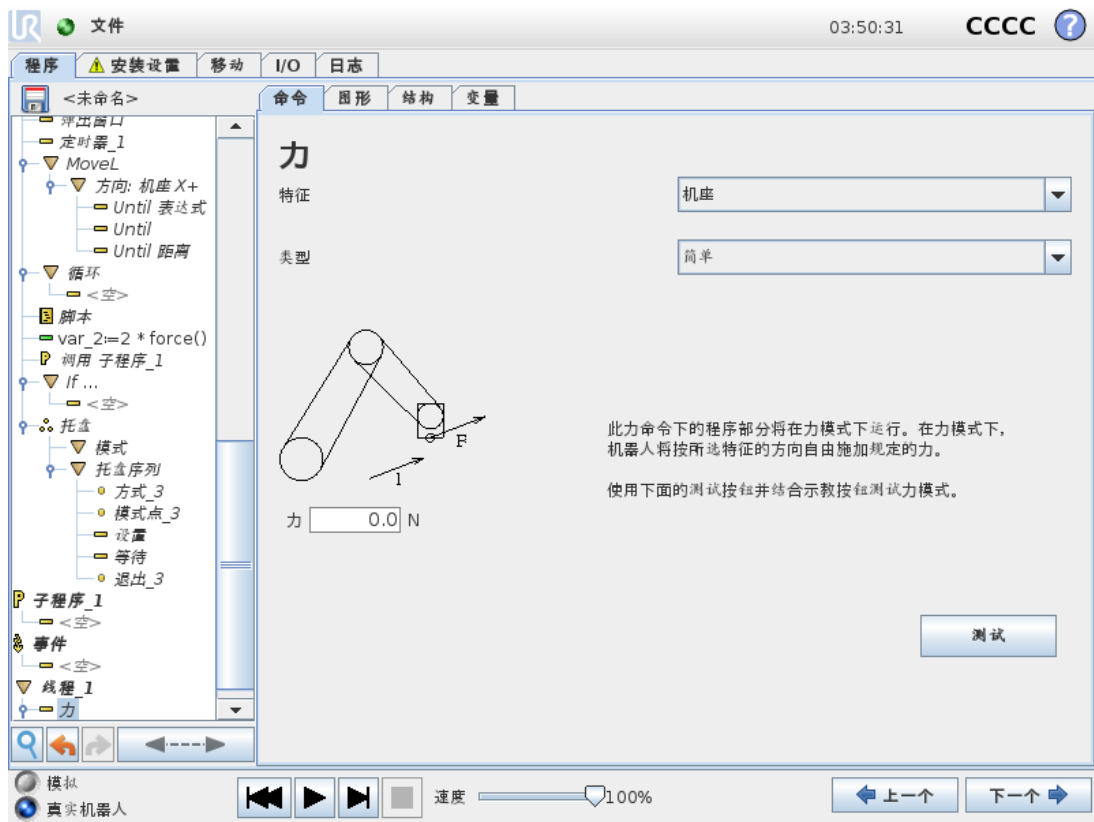 UR 文件 03:50:31 CCCC ?
程序 安装设置 移动 I/O 日志
<未命名>
命令 图形 结构 变量
弹出窗口
定时器_1
MoveL
方向: 机座 X+
Until 表达式
Until
Until 距离
循环
<空>
脚本
var_2:=2 * force()
P 调用 子程序_1
If ...
<空>
托盘
模式
托盘序列
方式_3
模式点_3
设置
等待
退出_3
P 子程序_1
<空>
事件
<空>
线程_1
力
力
特征
机座
类型
简单
F
1
力 0.0 N
此力命令下的程序部分将在力模式下运行。在力模式下，
机器人将按所选特征的方向自由施加规定的力。
使用下面的测试按钮并结合示教按钮测试力模式。
测试
模拟
真实机器人
速度 100%
上一个
下一个